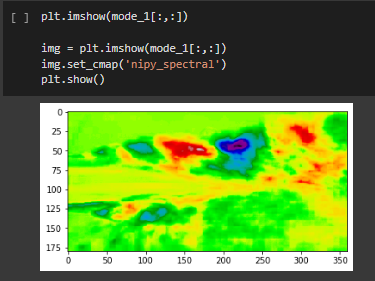 [ ] plt.imshow(mode_1[:,:])
img = plt.imshow(mode_1[:,:])
img.set_cmap('nipy_spectral')
plt.show()
0
25
50
75
100
125
150
175
0 50 100 150 200 250 300 350